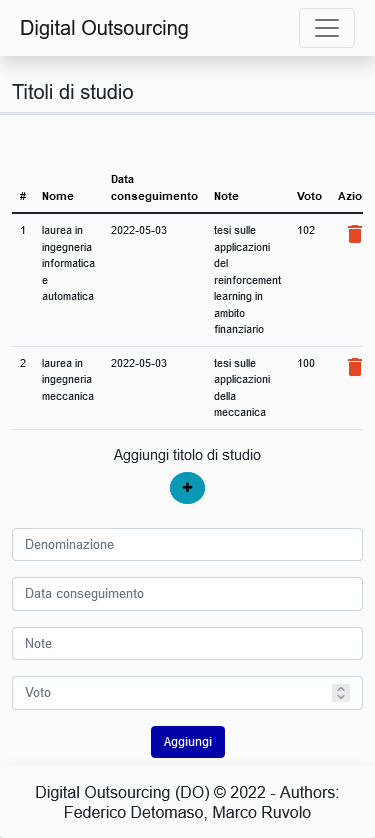 Digital Outsourcing
Titoli di studio
# Nome Data conseguimento Note Voto Azio
1 laurea in ingegneria informatica e automatica 2022-05-03 tesi sulle applicazioni del reinforcement learning in ambito finanziario 102
2 laurea in ingegneria meccanica 2022-05-03 tesi sulle applicazioni della meccanica 100
Aggiungi titolo di studio
+
Denominazione
Data conseguimento
Note
Voto
Aggiungi
Digital Outsourcing (DO) © 2022 - Authors:
Federico Detomaso, Marco Ruvolo